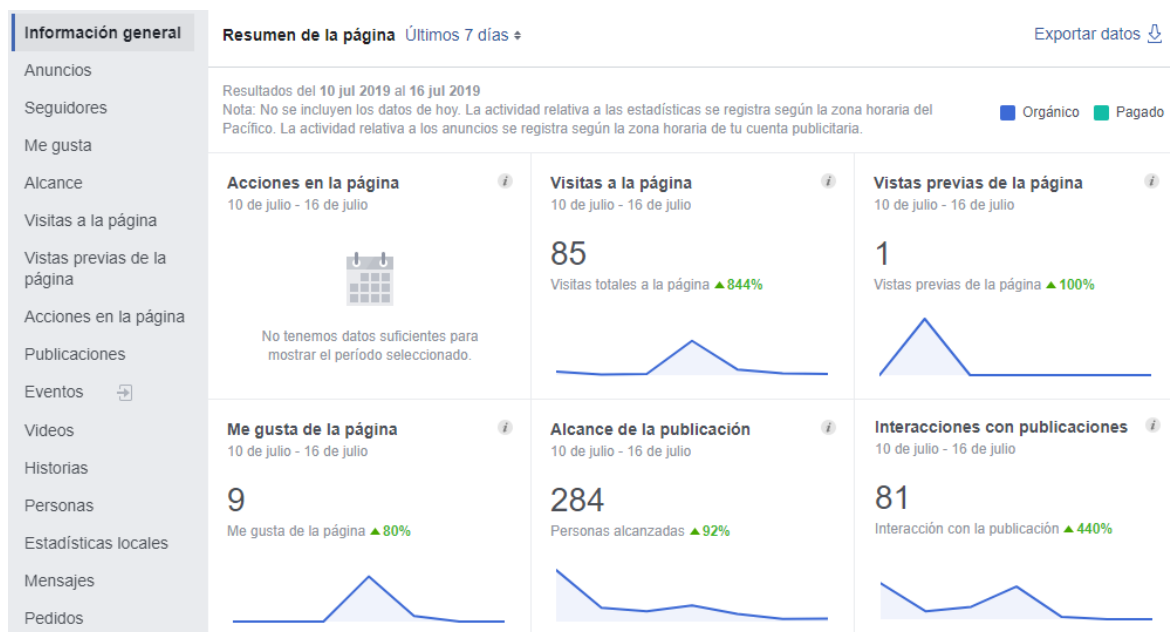 Información general
Anuncios
Seguidores
Me gusta
Alcance
Visitas a la página
Vistas previas de la
página
Acciones en la página
Publicaciones
Eventos
Videos
Historias
Personas
Estadísticas locales
Mensajes
Pedidos
Resumen de la página Últimos 7 días
Exportar datos
Resultados del 10 jul 2019 al 16 jul 2019
Nota: No se incluyen los datos de hoy. La actividad relativa a las estadísticas se registra según la zona horaria del
Pacífico. La actividad relativa a los anuncios se registra según la zona horaria de tu cuenta publicitaria.
Orgánico Pagado
Acciones en la página
10 de julio - 16 de julio
No tenemos datos suficientes para
mostrar el período seleccionado.
Visitas a la página
10 de julio - 16 de julio
85
Visitas totales a la página ▲844%
Vistas previas de la página
10 de julio - 16 de julio
1
Vistas previas de la página ▲100%
Me gusta de la página
10 de julio - 16 de julio
9
Me gusta de la página ▲80%
Alcance de la publicación
10 de julio - 16 de julio
284
Personas alcanzadas ▲92%
Interacciones con publicaciones
10 de julio - 16 de julio
81
Interacción con la publicación ▲440%